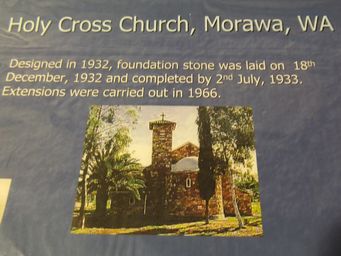 Holy Cross Church, Morawa, WA
Designed in 1932, foundation stone was laid on 18th
December, 1932 and completed by 2nd July, 1933.
Extensions were carried out in 1966.